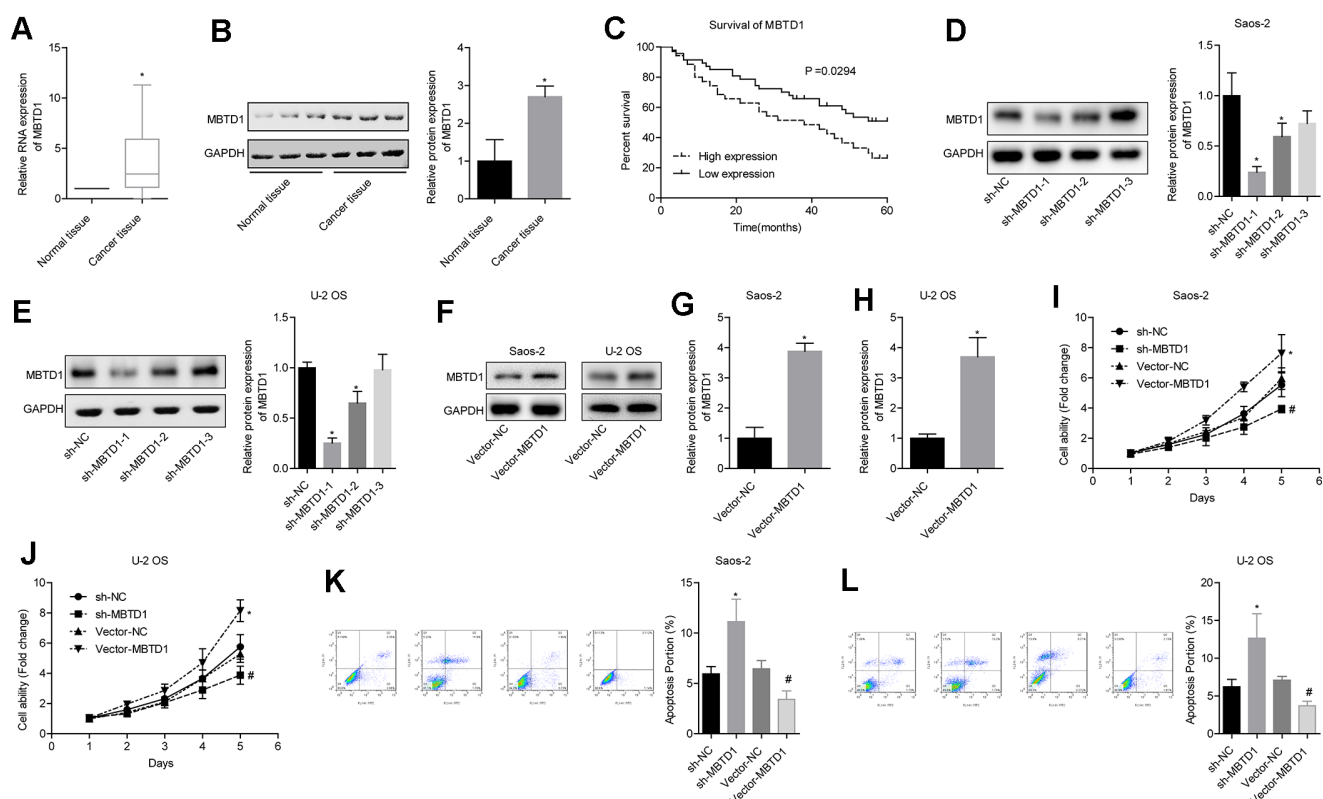 A
Relative RNA expression
of MBTD1
15
10
5
0
*
Normal tissue
Cancer tissue
B
MBTD1
GAPDH
Normal tissue
Cancer tissue
Relative protein expression
of MBTD1
4
3
2
1
0
*
Normal tissue
Cancer tissue
C
Survival of MBTD1
Percent survival
100
80
60
40
20
0
P =0.0294
High expression
Low expression
0
20
40
60
Time(months)
D
MBTD1
GAPDH
sh-NC
sh-MBTD1-1
sh-MBTD1-2
sh-MBTD1-3
Saos-2
Relative protein expression
of MBTD1
1.5
1.0
0.5
0.0
*
*
sh-NC
sh-MBTD1-1
sh-MBTD1-2
sh-MBTD1-3
E
MBTD1
GAPDH
sh-NC
sh-MBTD1-1
sh-MBTD1-2
sh-MBTD1-3
U-2 OS
Relative protein expression
of MBTD1
1.5
1.0
0.5
0.0
*
*
sh-NC
sh-MBTD1-1
sh-MBTD1-2
sh-MBTD1-3
F
Saos-2
U-2 OS
MBTD1
GAPDH
Vector-NC
Vector-MBTD1
Vector-NC
Vector-MBTD1
G
Saos-2
Relative protein expression
of MBTD1
5
4
3
2
1
0
*
Vector-NC
Vector-MBTD1
H
U-2 OS
Relative protein expression
of MBTD1
5
4
3
2
1
0
*
Vector-NC
Vector-MBTD1
I
Saos-2
Cell ability (Fold change)
10
8
6
4
2
0
sh-NC
sh-MBTD1
Vector-NC
Vector-MBTD1
*
#
0
1
2
3
4
5
6
Days
J
U-2 OS
Cell ability (Fold change)
10
8
6
4
2
0
sh-NC
sh-MBTD1
Vector-NC
Vector-MBTD1
*
#
0
1
2
3
4
5
6
Days
K
Saos-2
Apoptosis Portion (%)
15
10
5
0
*
#
sh-NC
sh-MBTD1
Vector-NC
Vector-MBTD1
L
U-2 OS
Apoptosis Portion (%)
20
15
10
5
0
*
#
sh-NC
sh-MBTD1
Vector-NC
Vector-MBTD1